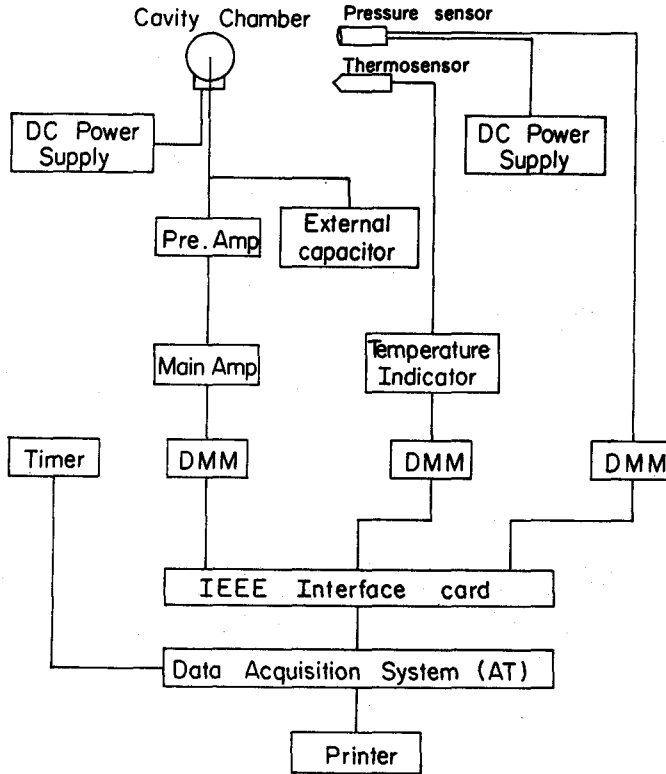 Cavity Chamber
Pressure sensor
Thermosensor
DC Power
Supply
DC Power
Supply
Pre. Amp
External
capacitor
Main Amp
Temperature
Indicator
Timer
DMM
DMM
DMM
IEEE Interface card
Data Acquisition System (AT)
Printer